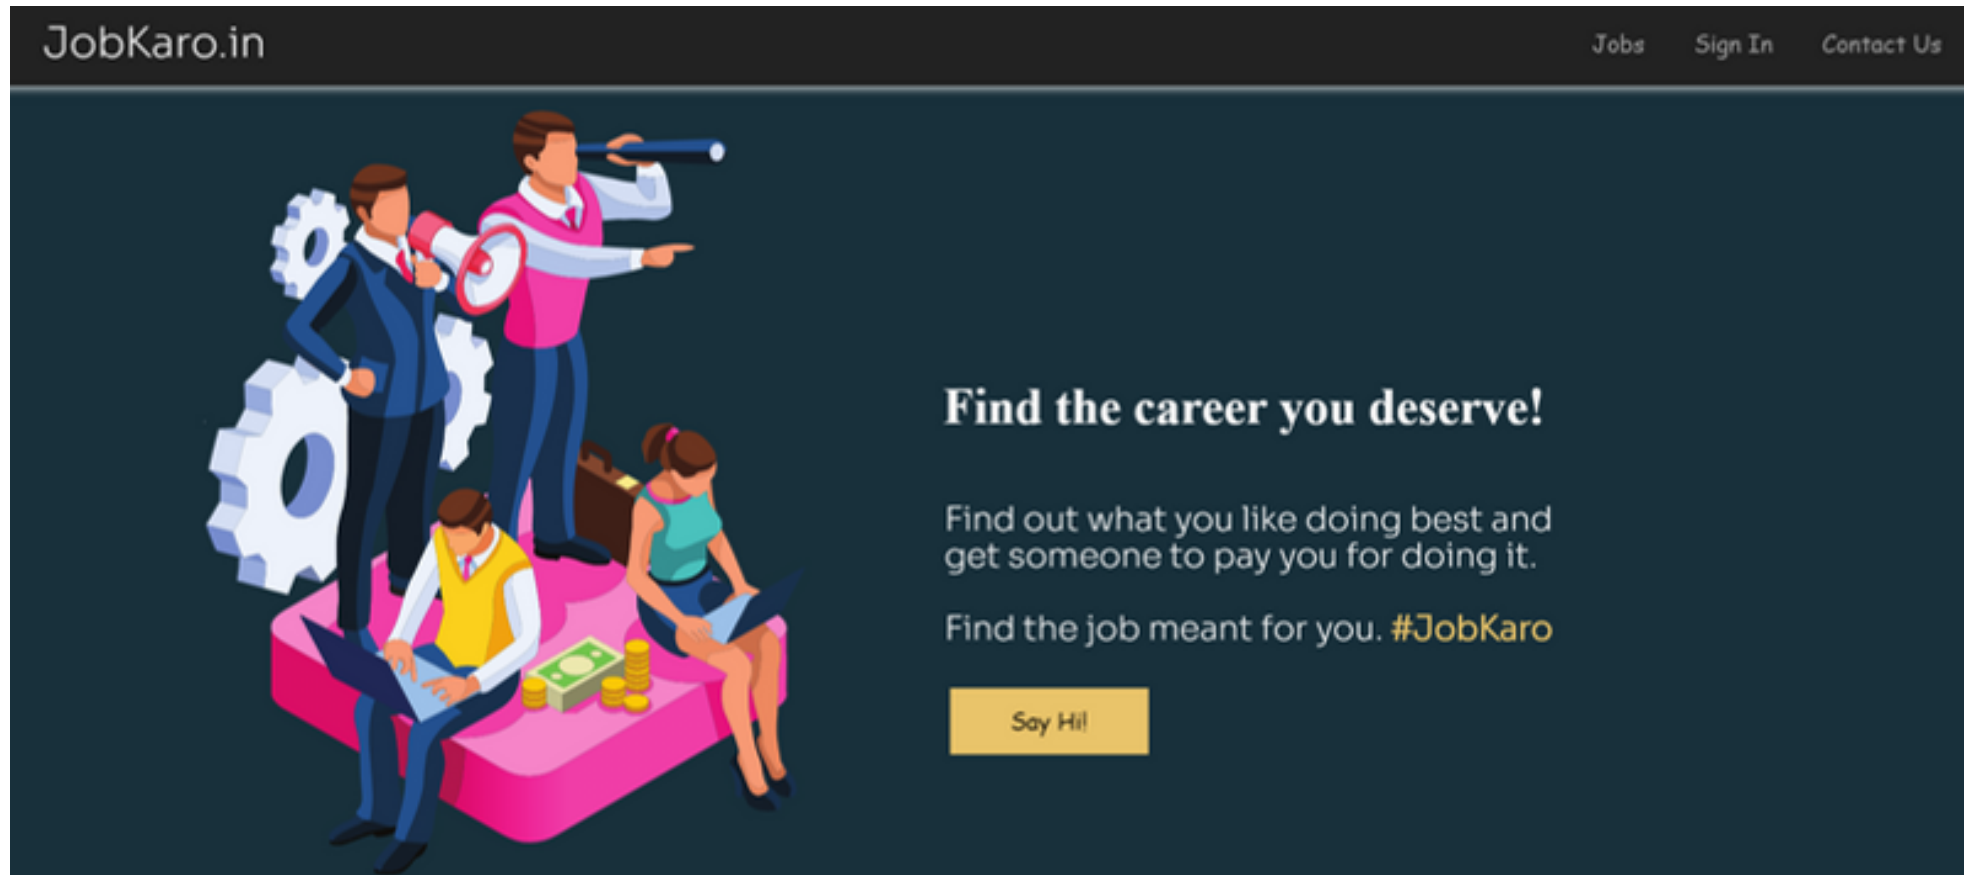 JobKaro.in
Jobs Sign In Contact Us
Find the career you deserve!
Find out what you like doing best and
get someone to pay you for doing it.
Find the job meant for you. #JobKaro
Say Hi!